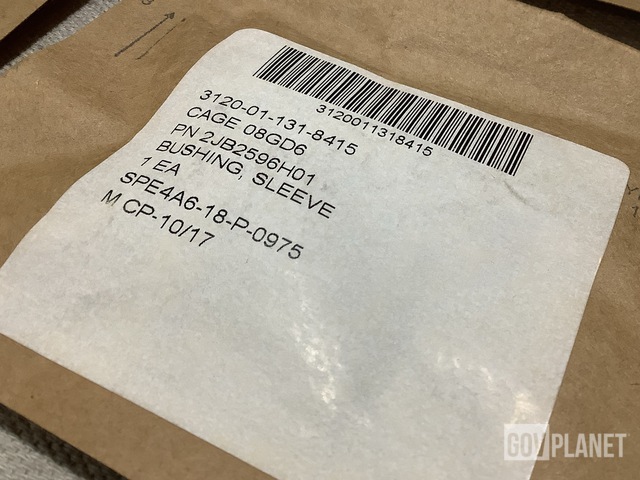 3120011318415
3120-01-131-8415
CAGE 08GD6
PN 2JB2596H01
BUSHING, SLEEVE
1 EA
SPE4A6-18-P-0975
M CP-10/17
GOVPLANET